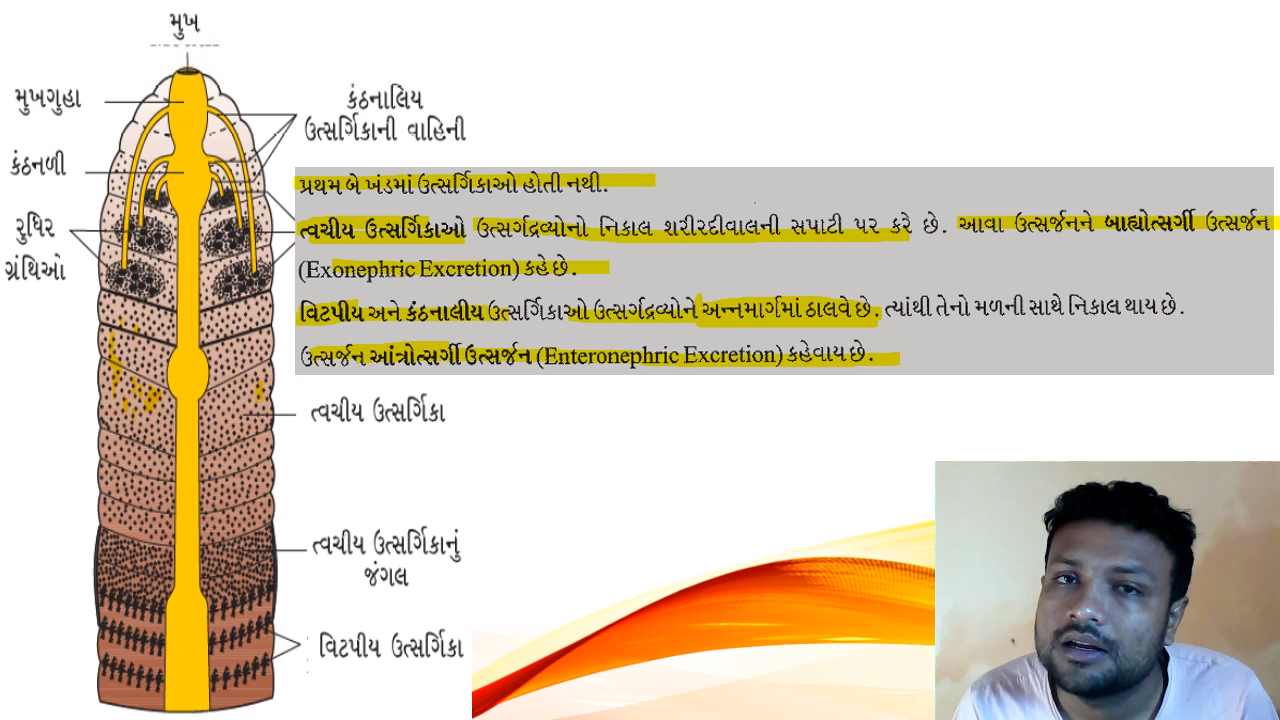 મુખ
મુખગુહા
કંઠનળી
રુધિર
ગ્રંથિઓ
કંઠનાલિય
ઉત્સર્ગિકાની વાહિની
પ્રથમ બે ખંડમાં ઉત્સર્ગિકાઓ હોતી નથી.
ત્વચીય ઉત્સર્ગિકાઓ ઉત્સર્ગદ્રવ્યોનો નિકાલ શરીરદીવાલની સપાટી પર કરે છે. આવા ઉત્સર્જનને બાહ્યોત્સર્ગી ઉત્સર્જન
(Exonephric Excretion) કહે છે.
વિટપીય અને કંઠનાલીય ઉત્સર્ગિકાઓ ઉત્સર્ગદ્રવ્યોને અન્નમાર્ગમાં ઠાલવે છે. ત્યાંથી તેનો મળની સાથે નિકાલ થાય છે.
ઉત્સર્જન આંત્રોત્સર્ગી ઉત્સર્જન (Enteronephric Excretion) કહેવાય છે.
ત્વચીય ઉત્સર્ગિકા
ત્વચીય ઉત્સર્ગિકાનું
જંગલ
વિટપીય ઉત્સર્ગિકા